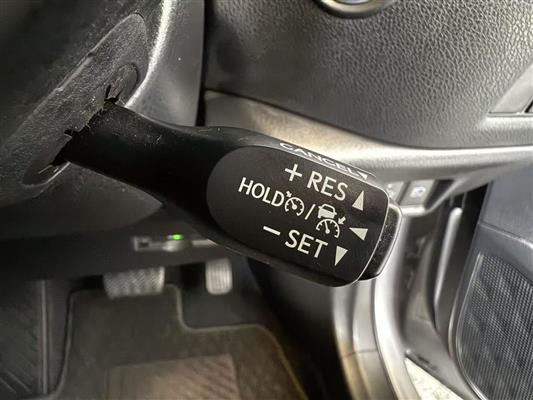 CANCEL
+ RES
HOLD /
− SET